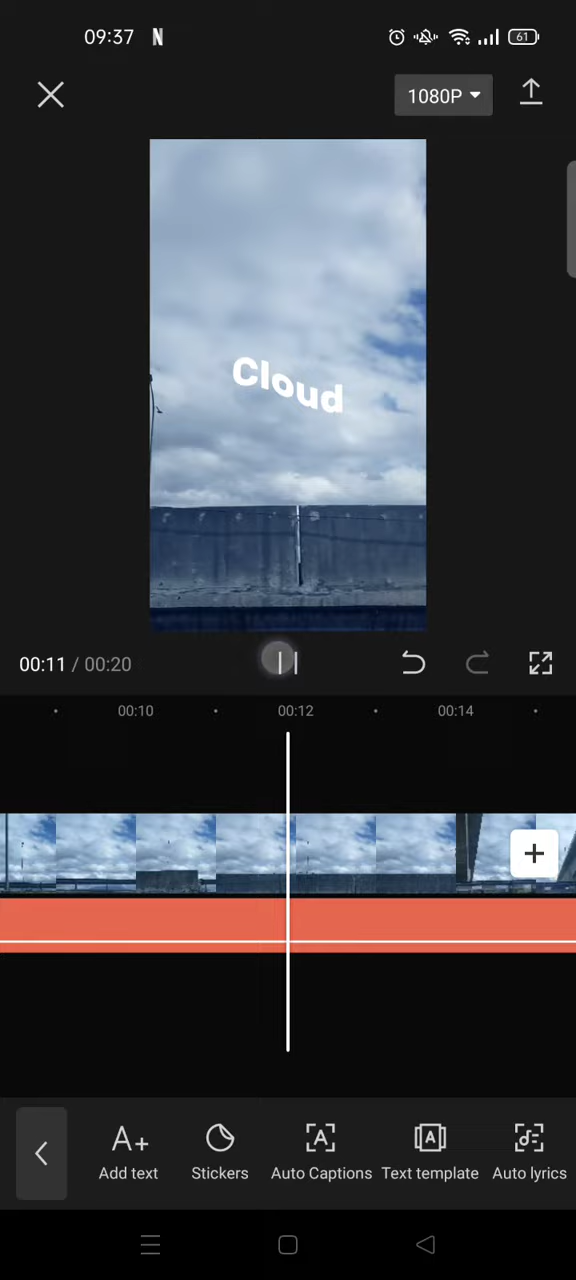 09:37 N 61
1080P
Cloud
00:11 / 00:20
00:10 00:12 00:14
A+ A A
Add text Stickers Auto Captions Text template Auto lyrics